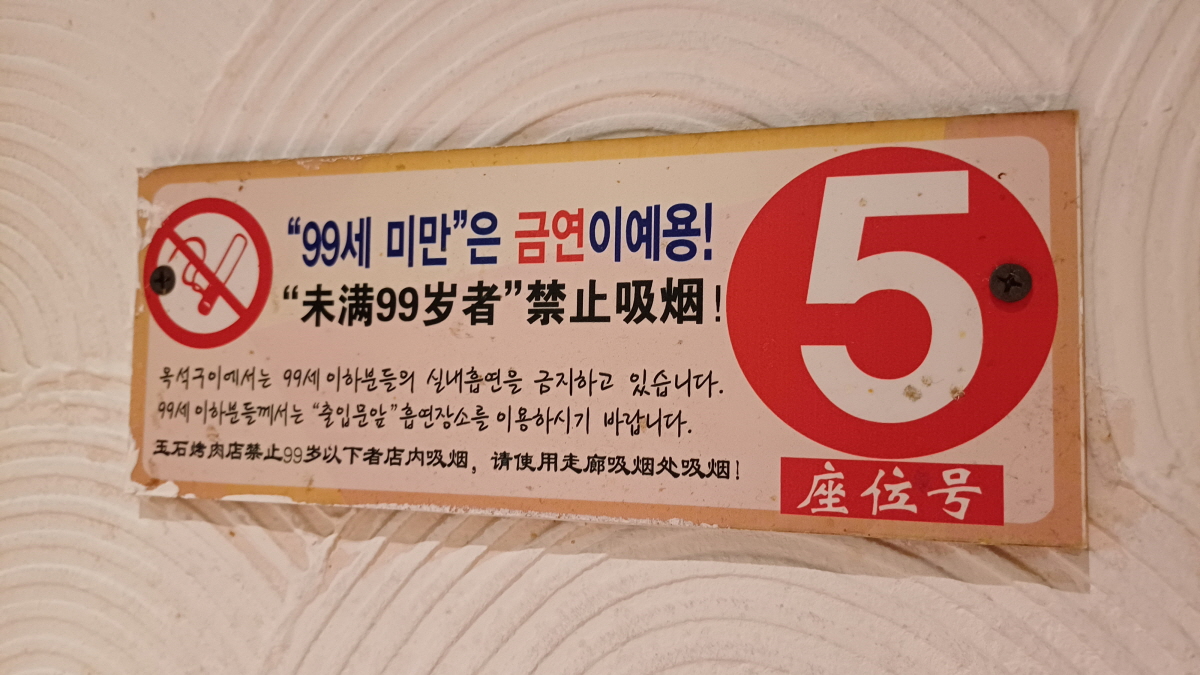 “99세 미만”은 금연이예용!
“未满99岁者”禁止吸烟!
옥석구이에서는 99세 이하분들의 실내흡연을 금지하고 있습니다.
99세 이하분들께서는 “출입문앞” 흡연장소를 이용하시기 바랍니다.
玉石烤肉店禁止99岁以下者店内吸烟，请使用走廊吸烟处吸烟!
5
座位号